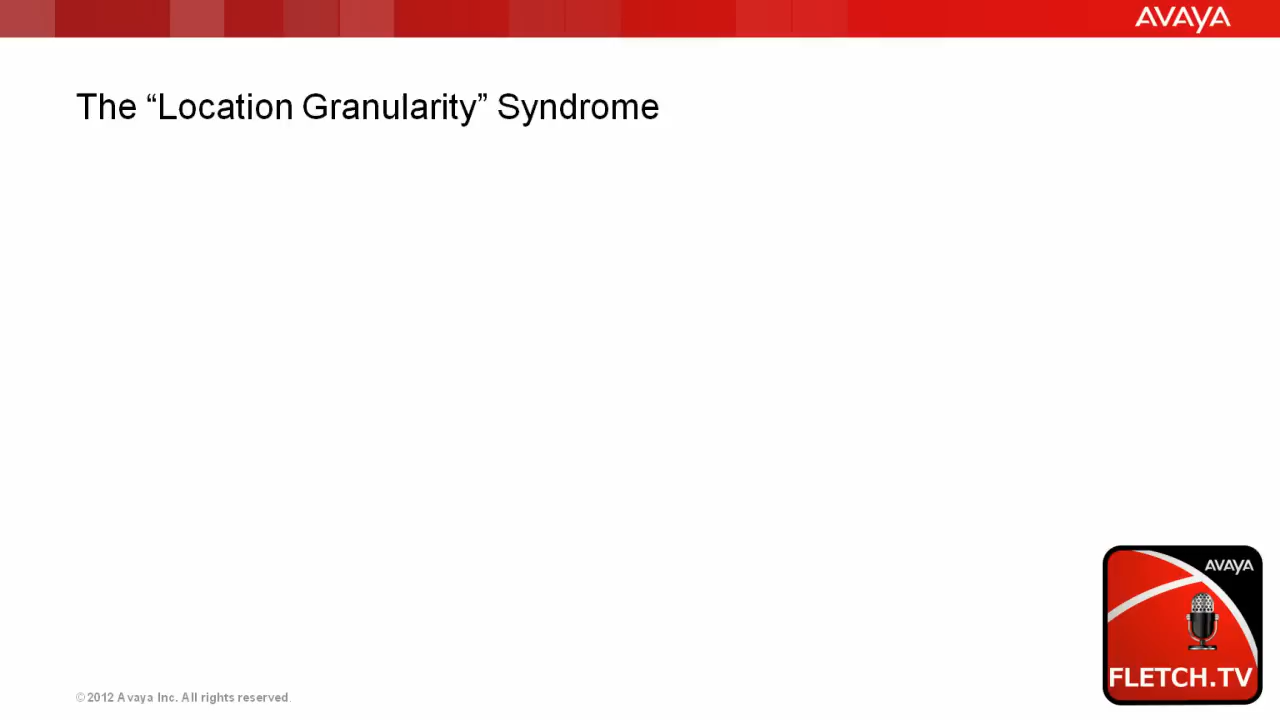 AVAYA
The “Location Granularity” Syndrome
AVAYA
FLETCH.TV
© 2012 Avaya Inc. All rights reserved.